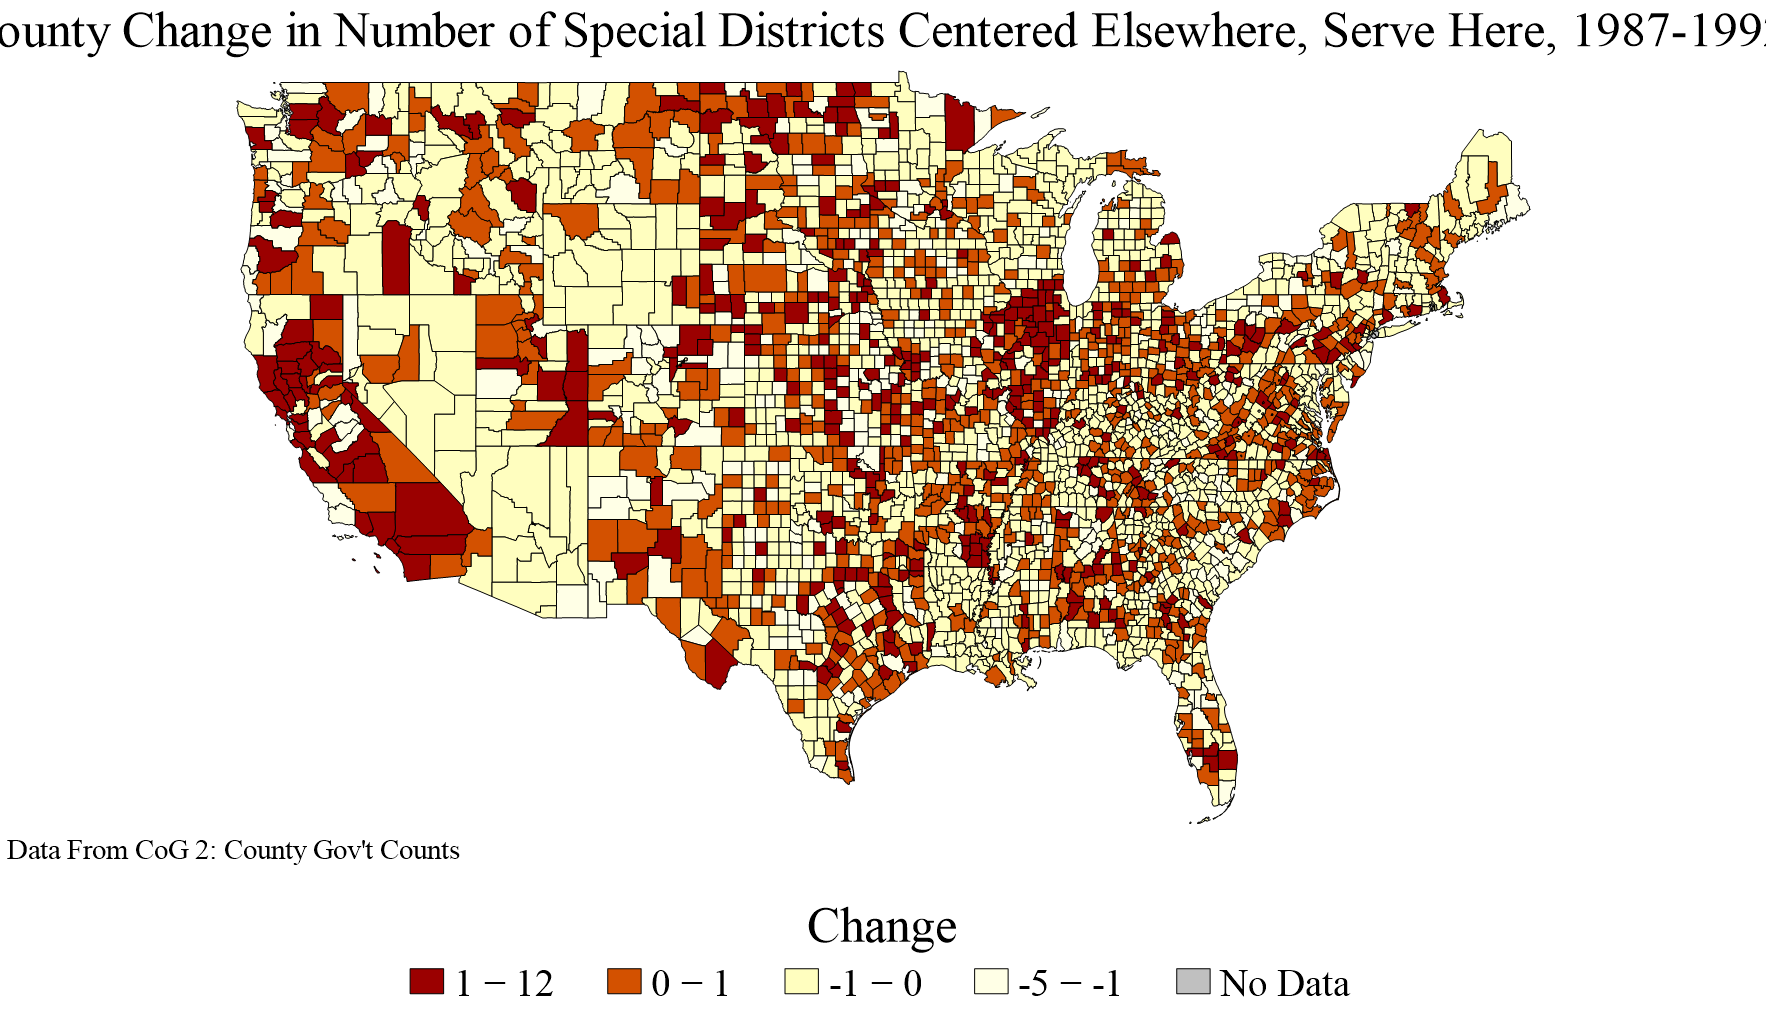 ounty Change in Number of Special Districts Centered Elsewhere, Serve Here, 1987-199
Data From CoG 2: County Gov't Counts
Change
1 − 12
0 − 1
-1 − 0
-5 − -1
No Data